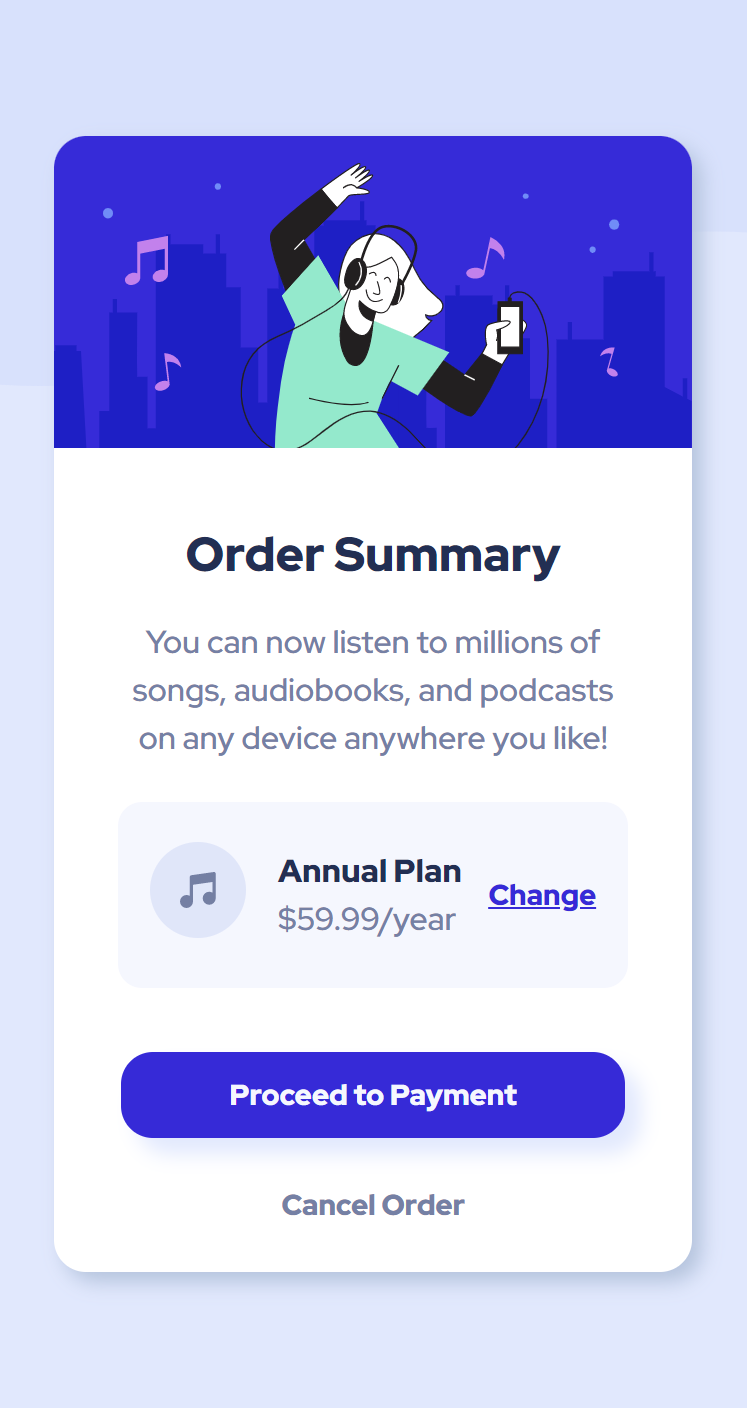 Order Summary
You can now listen to millions of
songs, audiobooks, and podcasts
on any device anywhere you like!
Annual Plan
$59.99/year
Change
Proceed to Payment
Cancel Order